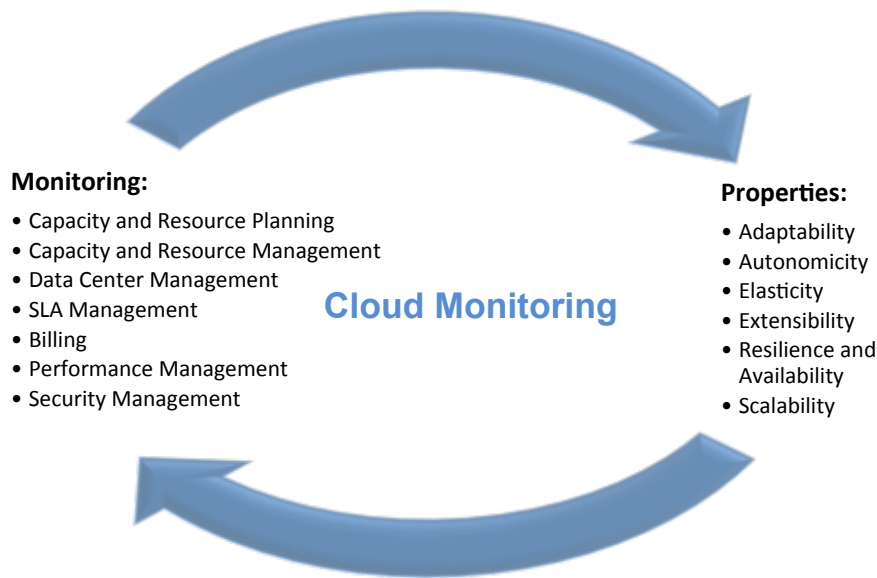 Monitoring:
• Capacity and Resource Planning
• Capacity and Resource Management
• Data Center Management
• SLA Management
• Billing
• Performance Management
• Security Management
Cloud Monitoring
Properties:
• Adaptability
• Autonomicity
• Elasticity
• Extensibility
• Resilience and
Availability
• Scalability